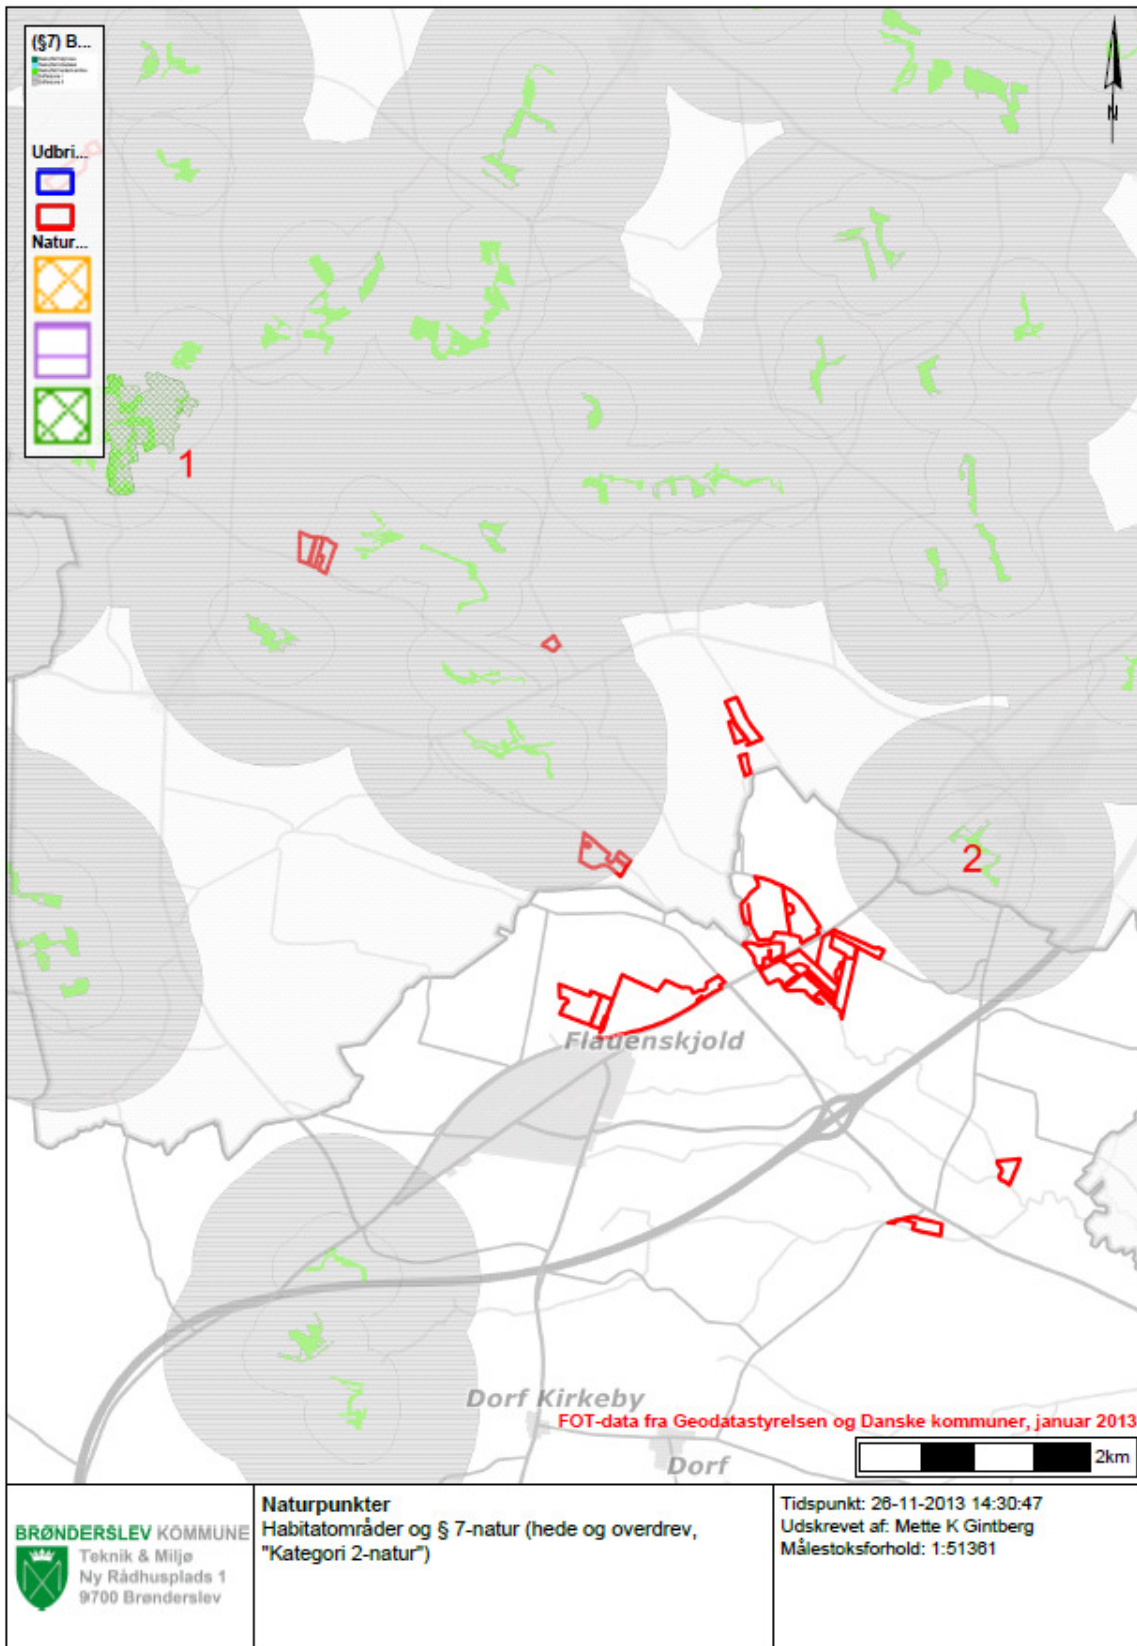 (§7) B...
Udbri...
Natur...
N
1
2
Flauenskjold
Dorf Kirkeby
FOT-data fra Geodatastyrelsen og Danske kommuner, januar 2013
Dorf
2km
BRØNDERSLEV KOMMUNE
Teknik & Miljø
Ny Rådhusplads 1
9700 Brønderslev
Naturpunkter
Habitatområder og § 7-natur (hede og overdrev,
"Kategori 2-natur")
Tidspunkt: 26-11-2013 14:30:47
Udskrevet af: Mette K Gintberg
Målestoksforhold: 1:51361